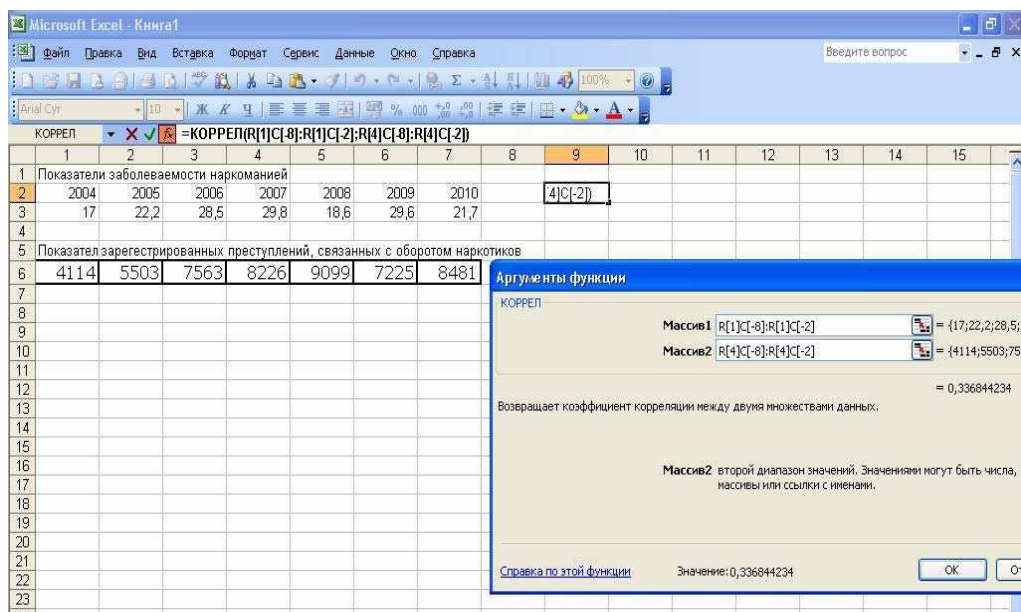 Microsoft Excel - Книга1
Файл Правка Вид Вставка Формат Сервис Данные Окно Справка Введите вопрос
100%
Arial Cyr 10 Ж К Ч % 000
КОРРЕЛ =КОРРЕЛ(R[1]C[-8]:R[1]C[-2];R[4]C[-8]:R[4]C[-2])
1 2 3 4 5 6 7 8 9 10 11 12 13 14 15
1 Показатели заболеваемости наркоманией
2 2004 2005 2006 2007 2008 2009 2010 4]C[-2])
3 17 22,2 28,5 29,8 18,6 29,6 21,7
4
5 Показател зарегестрированных преступлений, связанных с оборотом наркотиков
6 4114 5503 7563 8226 9099 7225 8481
7
8
9
10
11
12
13
14
15
16
17
18
19
20
21
22
23
Аргументы функции
КОРРЕЛ
Массив1 R[1]C[-8]:R[1]C[-2] = {17;22,2;28,5;
Массив2 R[4]C[-8]:R[4]C[-2] = {4114;5503;75
= 0,336844234
Возвращает коэффициент корреляции между двумя множествами данных.
Массив2 второй диапазон значений. Значениями могут быть числа,
массивы или ссылки с именами.
Справка по этой функции Значение:0,336844234 ОК От